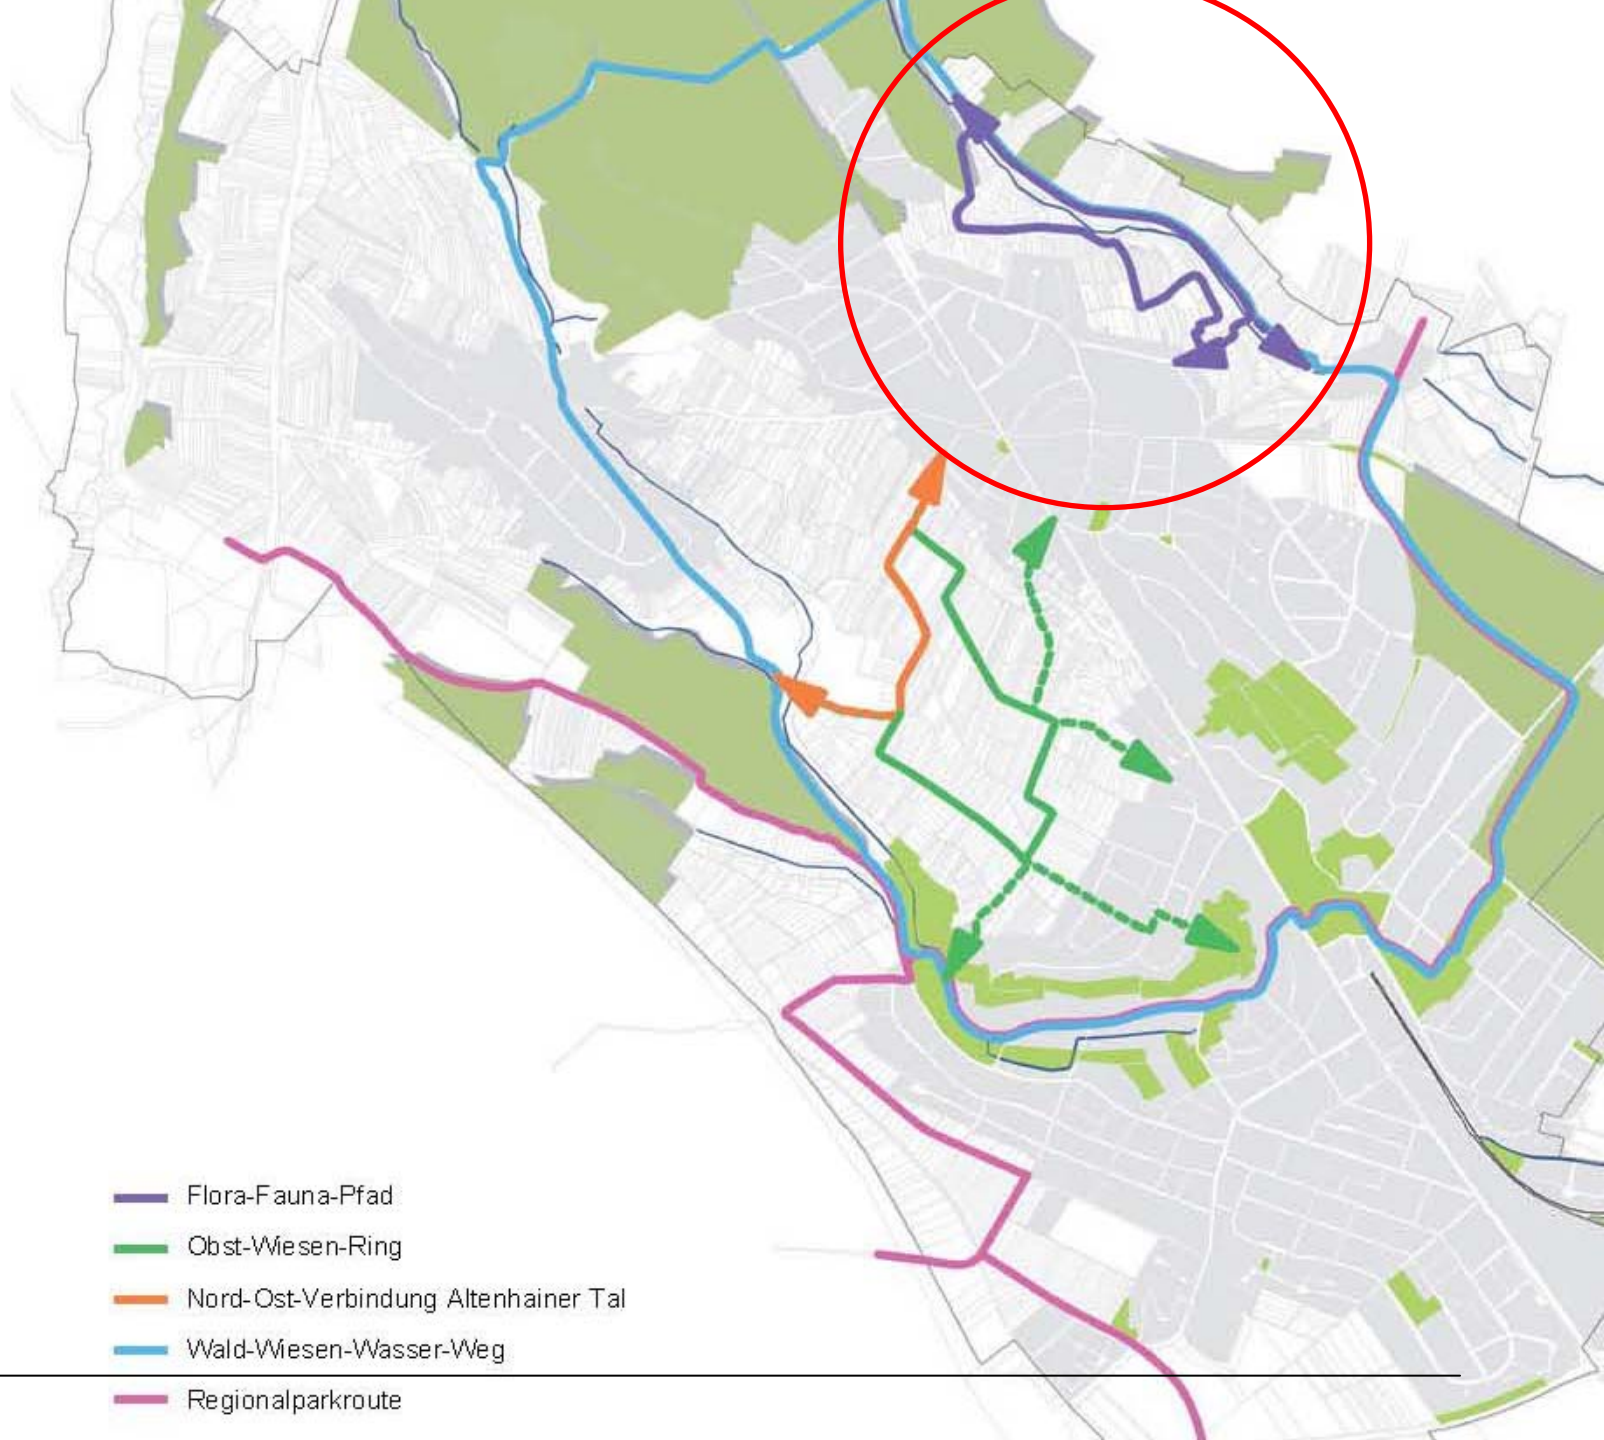 Flora-Fauna-Pfad
Obst-Wiesen-Ring
Nord-Ost-Verbindung Altenhainer Tal
Wald-Wiesen-Wasser-Weg
Regionalparkroute